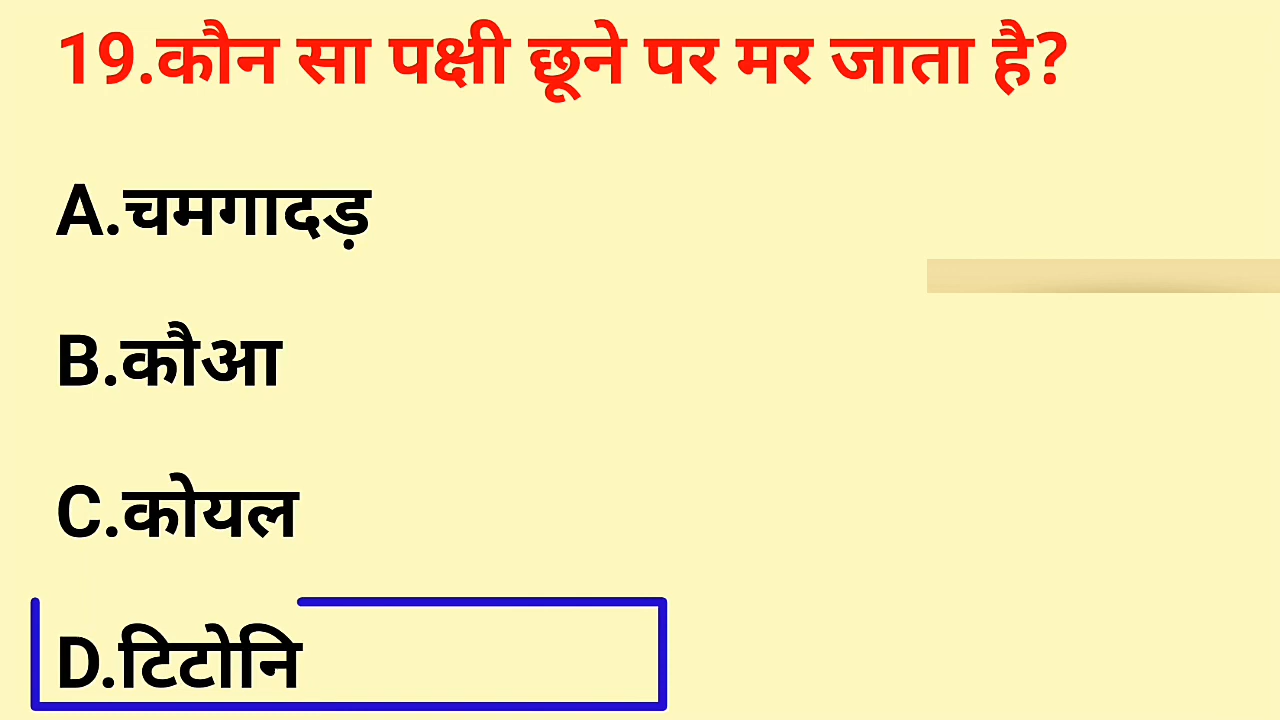 19.कौन सा पक्षी छूने पर मर जाता है?
A.चमगादड़
B.कौआ
C.कोयल
D.टिटोनि